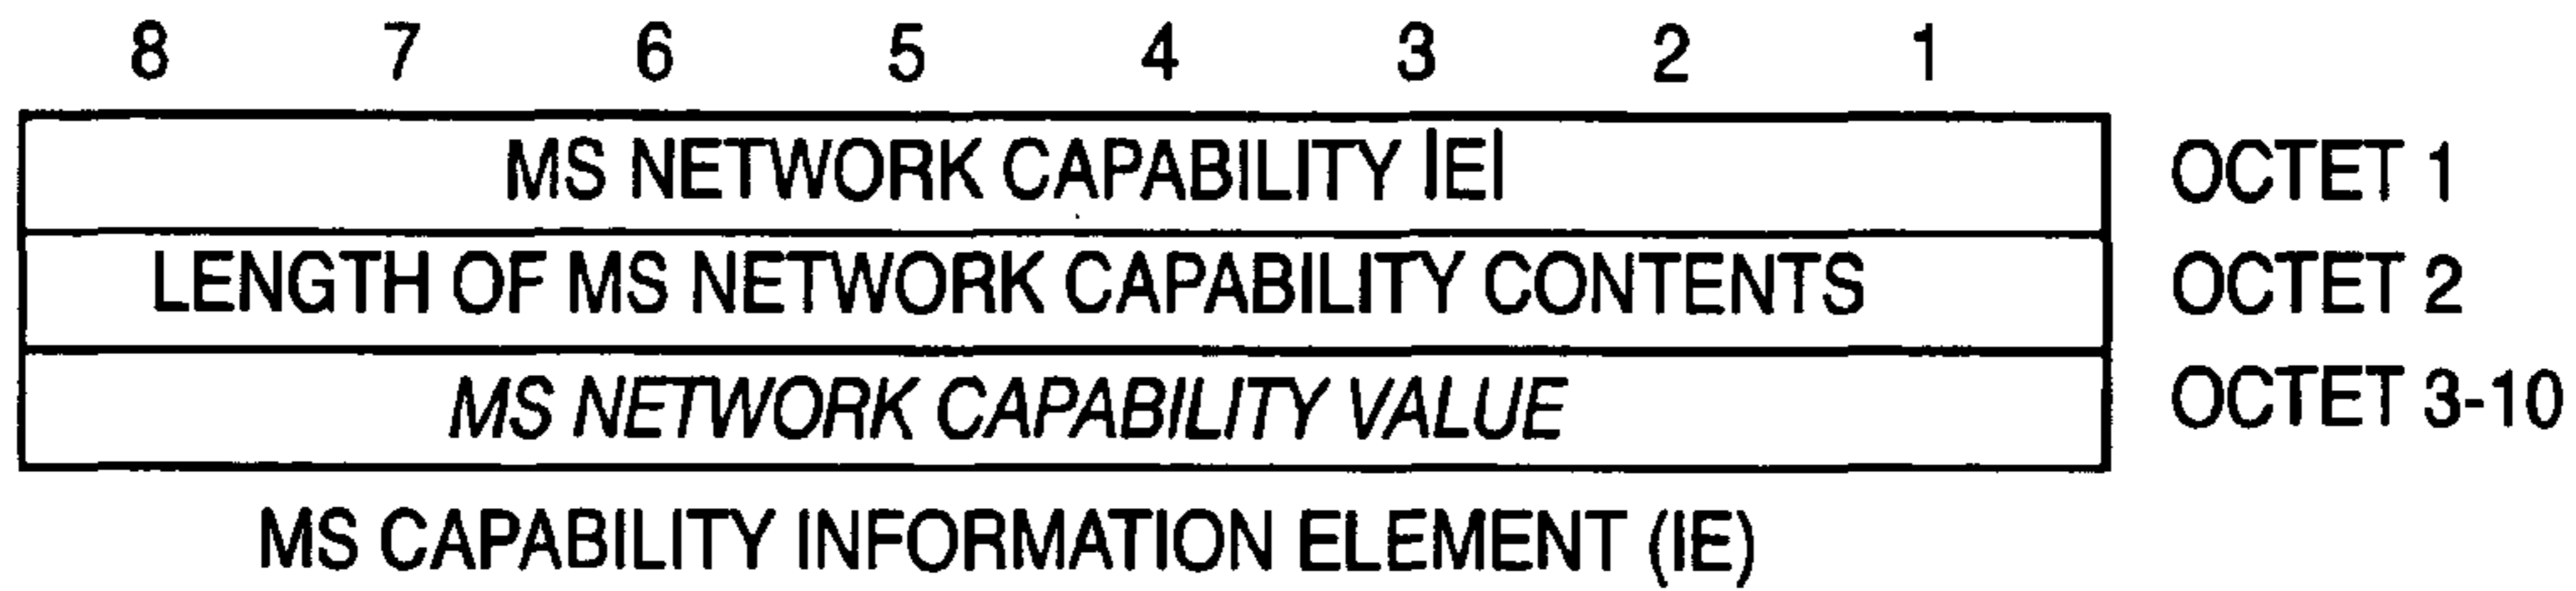 8 7 6 5 4 3 2 1
MS NETWORK CAPABILITY IEI OCTET 1
LENGTH OF MS NETWORK CAPABILITY CONTENTS OCTET 2
MS NETWORK CAPABILITY VALUE OCTET 3-10
MS CAPABILITY INFORMATION ELEMENT (IE)